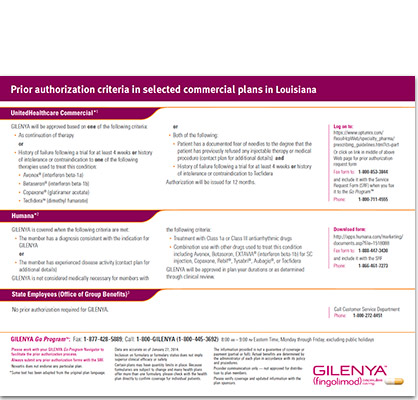 Prior authorization criteria in selected commercial plans in Louisiana
UnitedHealthcare Commercial*¹
GILENYA will be approved based on one of the following criteria:
• As continuation of therapy
or
• History of failure following a trial for at least 4 weeks or history
of intolerance or contraindication to one of the following
therapies used to treat this condition:
• Avonex® (interferon beta-1a)
• Betaseron® (interferon beta-1b)
• Copaxone® (glatiramer acetate)
• Tecfidera® (dimethyl fumarate)
or
• Both of the following:
• Patient has a documented fear of needles to the degree that the
patient has previously refused any injectable therapy or medical
procedure (contact plan for additional details) and
• History of failure following a trial for at least 4 weeks or history
of intolerance or contraindication to Tecfidera
Authorization will be issued for 12 months.
Log on to:
https://www.optumrx.
Or click on link in middle of above
Web page for your authorization
request form
Fax form to: 1-800-853-3844
and include it with the Service
Request Form (SRF) when you fax
it to the Go Program™
Phone: 1-800-711-4555
Humana*²
GILENYA is covered when the following criteria are met:
• The member has a diagnosis consistent with the indication for
GILENYA
or
• The member has experienced disease activity (contact plan for
additional details)
GILENYA is not considered medically necessary for members with
the following criteria:
• Treatment with Class Ia or Class III antiarrhythmic drugs
• Combination use with other drugs used to treat this condition
including Avonex, Betaseron, EXTAVIA® (interferon beta-1b) for SC
injection, Copaxone, Rebif®, Tysabri®, Aubagio®, or Tecfidera
GILENYA will be approved in plan-year durations or as determined
through clinical review.
Download form:
http://apps.humana.com/marketing/
documents.asp?file=1518088
Fax form to: 1-800-447-3430
and include it with the SRF
Phone: 1-866-461-7273
State Employees (Office of Group Benefits)³
No prior authorization required for GILENYA.
Call Customer Service Department
Phone: 1-800-272-8451
GILENYA Go Program™: Fax: 1-877-428-5889; Call: 1-800-GILENYA (1-800-445-3692) 8:00 AM – 9:00 PM Eastern Time, Monday through Friday, excluding public holidays
Please work with your GILENYA Go Program Navigator to
facilitate the prior authorization process.
Always submit any prior authorization forms with the SRF.
Novartis does not endorse any particular plan.
*Some text has been adapted from the original plan language.
Data are accurate as of January 27, 2014.
Inclusion on formulary or formulary status does not imply
superior clinical efficacy or safety.
Certain plans may have quantity limits in place. Because
formularies are subject to change and many health plans
offer more than one formulary, please check with the health
plan directly to confirm coverage for individual patients.
The information provided is not a guarantee of coverage or
payment (partial or full). Actual benefits are determined by
the administrator of each plan in accordance with its policy
and procedures.
Provider communication only — not approved for distribu-
tion to plan members.
GILENYA®
(fingolimod) capsules